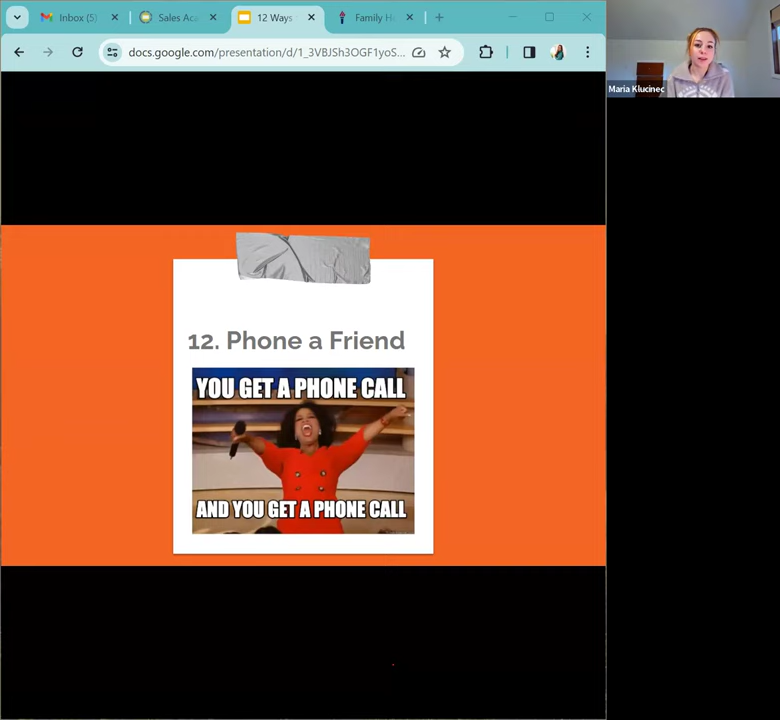 Inbox (5)
Sales Aca
12 Ways
Family H
docs.google.com/presentation/d/1_3VBJSh3OGF1yoS...
Maria Klucinec
12. Phone a Friend
YOU GET A PHONE CALL
AND YOU GET A PHONE CALL